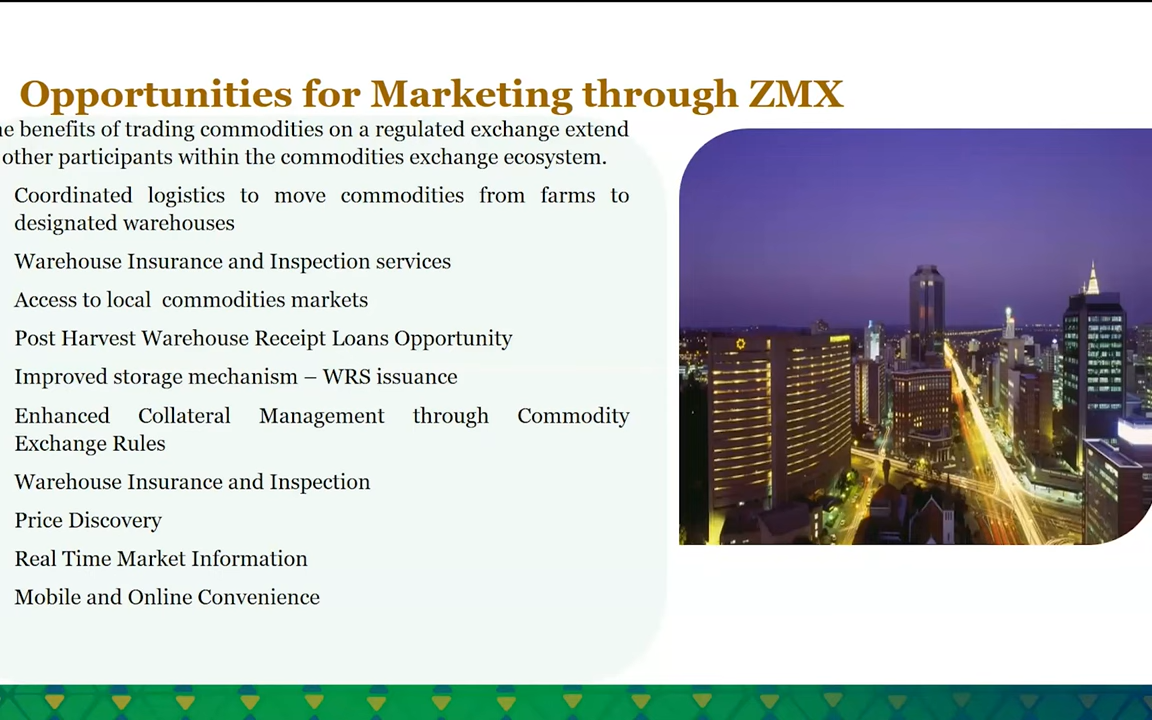 Opportunities for Marketing through ZMX
benefits of trading commodities on a regulated exchange extend
other participants within the commodities exchange ecosystem.
Coordinated logistics to move commodities from farms to
designated warehouses
Warehouse Insurance and Inspection services
Access to local commodities markets
Post Harvest Warehouse Receipt Loans Opportunity
Improved storage mechanism – WRS issuance
Enhanced Collateral Management through Commodity
Exchange Rules
Warehouse Insurance and Inspection
Price Discovery
Real Time Market Information
Mobile and Online Convenience